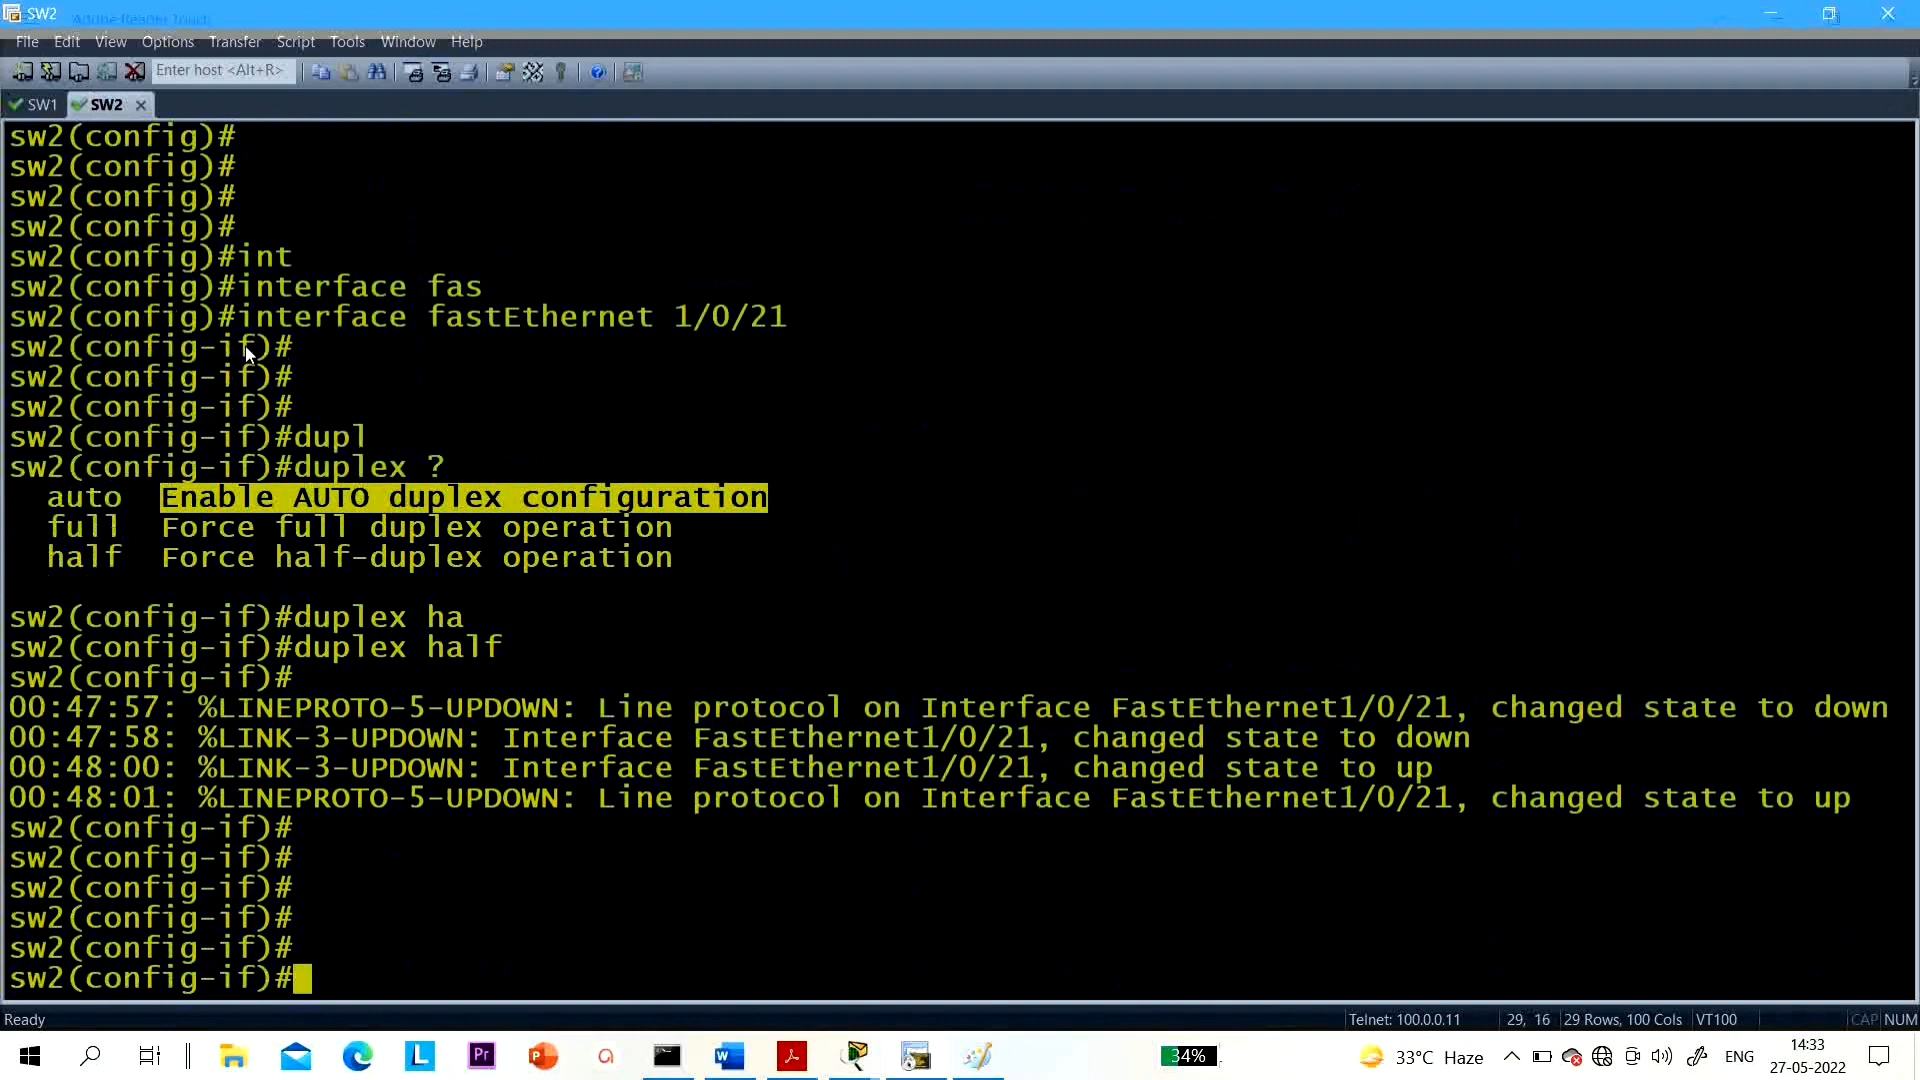 SW2
File Edit View Options Transfer Script Tools Window Help
Enter host <Alt+R>
SW1 SW2
sw2(config)#
sw2(config)#
sw2(config)#
sw2(config)#
sw2(config)#int
sw2(config)#interface fas
sw2(config)#interface fastEthernet 1/0/21
sw2(config-if)#
sw2(config-if)#
sw2(config-if)#
sw2(config-if)#dupl
sw2(config-if)#duplex ?
auto Enable AUTO duplex configuration
full Force full duplex operation
half Force half-duplex operation
sw2(config-if)#duplex ha
sw2(config-if)#duplex half
sw2(config-if)#
00:47:57: %LINEPROTO-5-UPDOWN: Line protocol on Interface FastEthernet1/0/21, changed state to down
00:47:58: %LINK-3-UPDOWN: Interface FastEthernet1/0/21, changed state to down
00:48:00: %LINK-3-UPDOWN: Interface FastEthernet1/0/21, changed state to up
00:48:01: %LINEPROTO-5-UPDOWN: Line protocol on Interface FastEthernet1/0/21, changed state to up
sw2(config-if)#
sw2(config-if)#
sw2(config-if)#
sw2(config-if)#
sw2(config-if)#
sw2(config-if)#
Ready Telnet: 100.0.0.11 29, 16 29 Rows, 100 Cols VT100 CAP NUM
L Pr P W 34% 33°C Haze ENG 14:33
27-05-2022